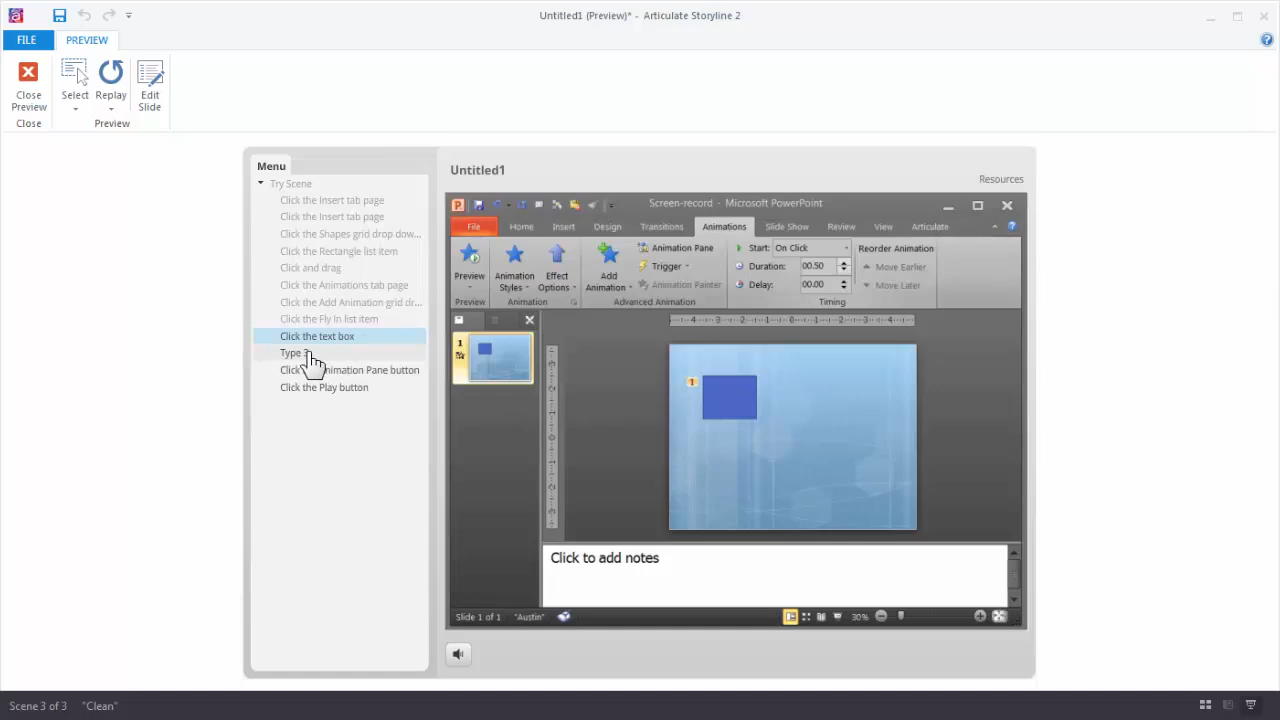 Untitled1 (Preview)* - Articulate Storyline 2
FILE
PREVIEW
Close Preview
Select
Replay
Edit Slide
Close
Preview
Menu
Try Scene
Click the Insert tab page
Click the Insert tab page
Click the Shapes grid drop dow...
Click the Rectangle list item
Click and drag
Click the Animations tab page
Click the Add Animation grid dr...
Click the Fly In list item
Click the text box
Type
Click Animation Pane button
Click the Play button
Untitled1
Resources
Screen-record - Microsoft PowerPoint
File
Home
Insert
Design
Transitions
Animations
Slide Show
Review
View
Articulate
Preview
Animation Styles
Effect Options
Add Animation
Animation Pane
Trigger
Animation Painter
Start: On Click
Duration: 00.50
Delay: 00.00
Reorder Animation
Move Earlier
Move Later
Preview
Animation
Advanced Animation
Timing
1
1
Click to add notes
Slide 1 of 1
"Austin"
30%
Scene 3 of 3
"Clean"